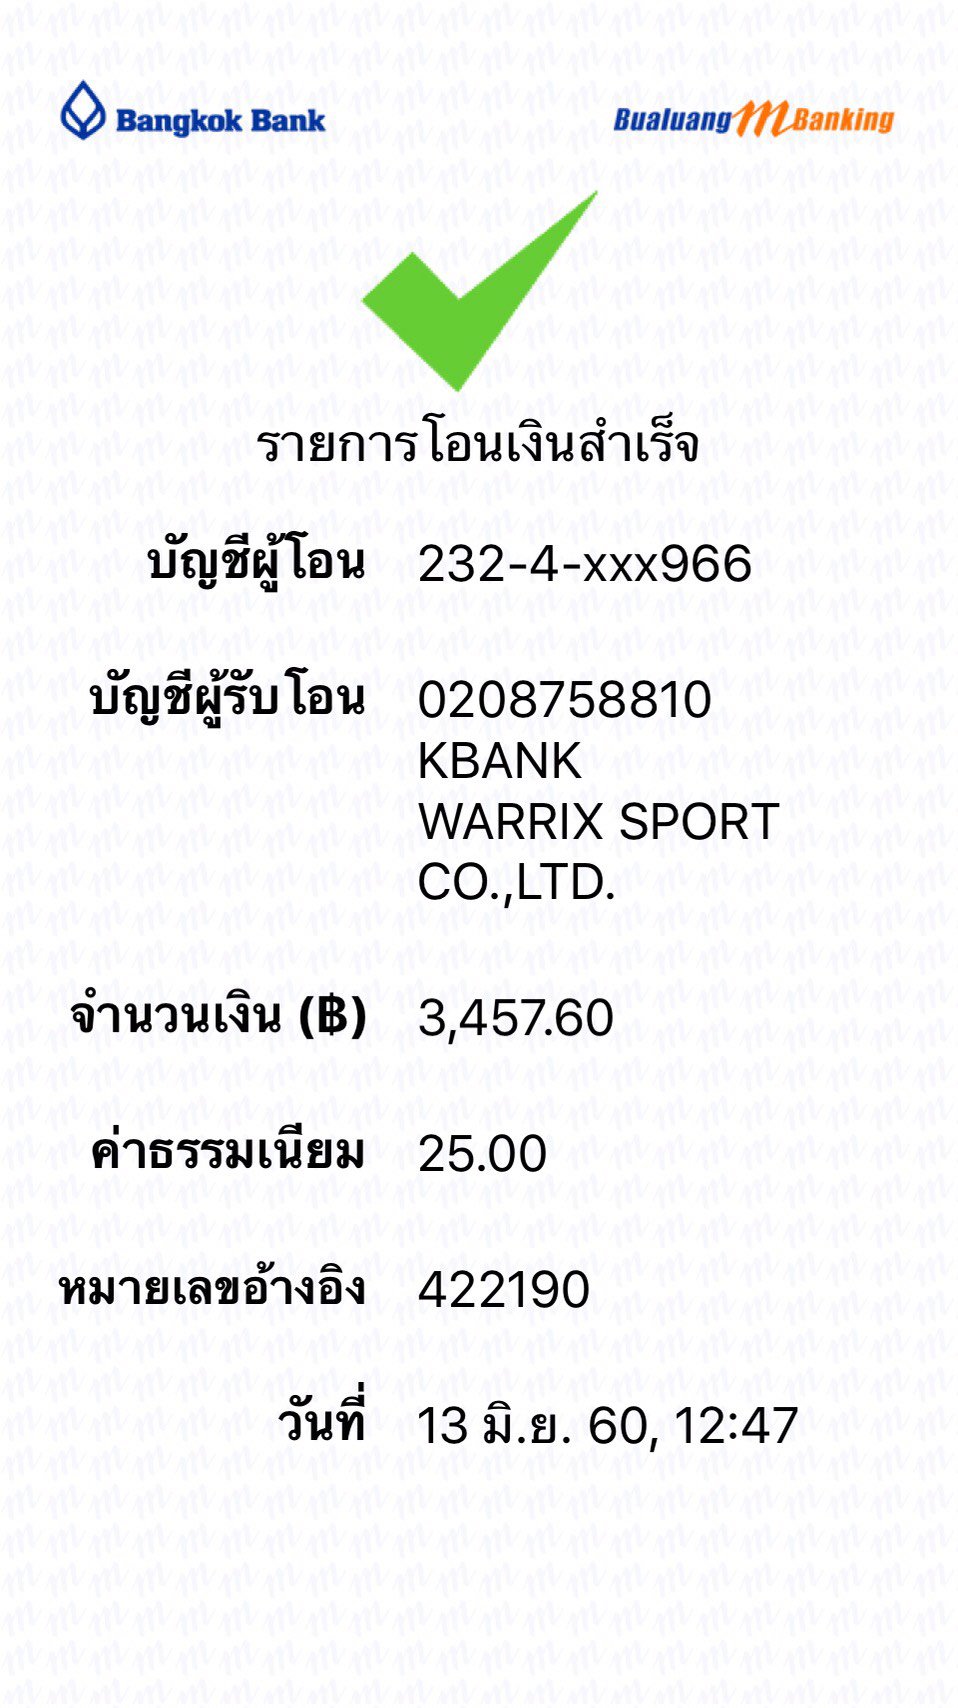 Bangkok Bank
Bualuang mBanking
รายการโอนเงินสำเร็จ
บัญชีผู้โอน 232-4-xxx966
บัญชีผู้รับโอน 0208758810
KBANK
WARRIX SPORT
CO.,LTD.
จำนวนเงิน (฿) 3,457.60
ค่าธรรมเนียม 25.00
หมายเลขอ้างอิง 422190
วันที่ 13 มิ.ย. 60, 12:47